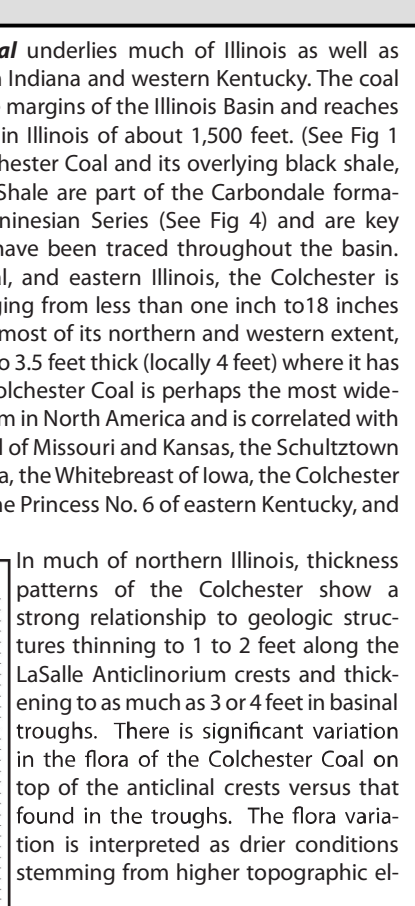 al underlies much of Illinois as well as
Indiana and western Kentucky. The coal
margins of the Illinois Basin and reaches
in Illinois of about 1,500 feet. (See Fig 1
hester Coal and its overlying black shale,
Shale are part of the Carbondale forma-
ninesian Series (See Fig 4) and are key
have been traced throughout the basin.
al, and eastern Illinois, the Colchester is
ging from less than one inch to18 inches
most of its northern and western extent,
o 3.5 feet thick (locally 4 feet) where it has
olchester Coal is perhaps the most wide-
m in North America and is correlated with
l of Missouri and Kansas, the Schultztown
a, the Whitebreast of Iowa, the Colchester
he Princess No. 6 of eastern Kentucky, and
In much of northern Illinois, thickness
patterns of the Colchester show a
strong relationship to geologic struc-
tures thinning to 1 to 2 feet along the
LaSalle Anticlinorium crests and thick-
ening to as much as 3 or 4 feet in basinal
troughs. There is significant variation
in the flora of the Colchester Coal on
top of the anticlinal crests versus that
found in the troughs. The flora varia-
tion is interpreted as drier conditions
stemming from higher topographic el-